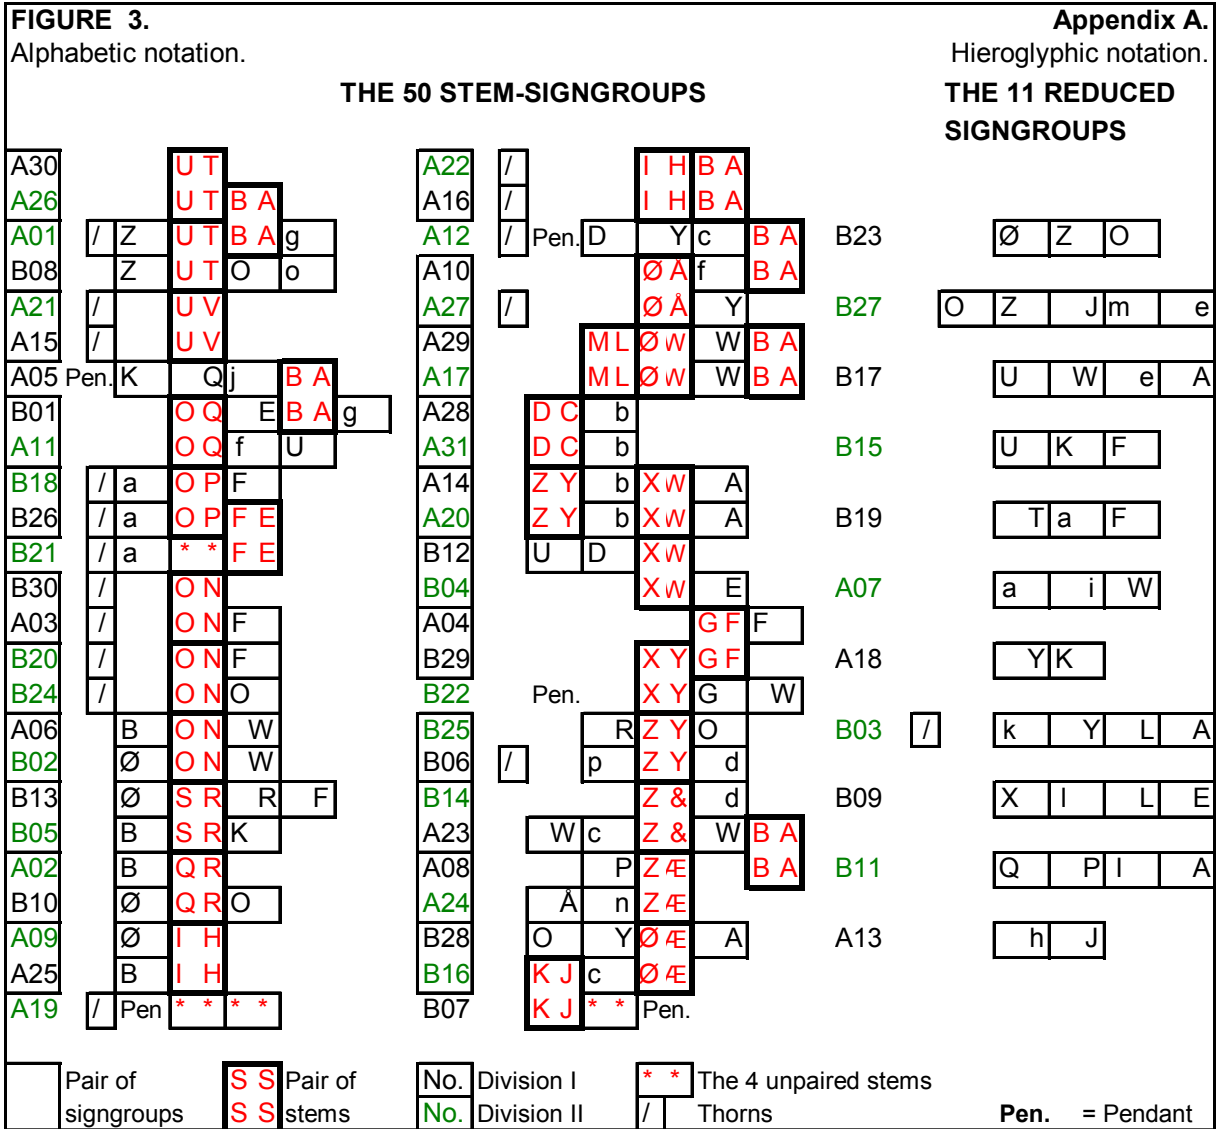 FIGURE 3. Appendix A.
Alphabetic notation. Hieroglyphic notation.
THE 50 STEM-SIGNGROUPS THE 11 REDUCED
SIGNGROUPS
A30 U T A22 / I H B A
A26 U T B A A16 / I H B A
A01 / Z U T B A g A12 / Pen. D Y c B A B23 Ø Z O
B08 Z U T O o A10 Ø Å f B A
A21 / U V A27 / Ø Å Y B27 O Z J m e
A15 / U V A29 M L Ø W W B A
A05 Pen. K Q j B A A17 M L Ø W W B A B17 U W e A
B01 O Q E B A g A28 D C b
A11 O Q f U A31 D C b B15 U K F
B18 / a O P F A14 Z Y b X W A
B26 / a O P F E A20 Z Y b X W A B19 T a F
B21 / a * * F E B12 U D X W
B30 / O N B04 X W E A07 a i W
A03 / O N F A04 G F F
B20 / O N F B29 X Y G F A18 Y K
B24 / O N O B22 Pen. X Y G W
A06 B O N W B25 R Z Y O B03 / k Y L A
B02 Ø O N W B06 / p Z Y d
B13 Ø S R R F B14 Z & d B09 X I L E
B05 B S R K A23 W c Z & W B A
A02 B Q R A08 P Z Æ B A B11 Q P I A
B10 Ø Q R O A24 Å n Z Æ
A09 Ø I H B28 O Y Ø Æ A A13 h J
A25 B I H B16 K J c Ø Æ
A19 / Pen * * * * B07 K J * * Pen.
Pair of S S Pair of No. Division I * * The 4 unpaired stems
signgroups S S stems No. Division II / Thorns Pen. = Pendant